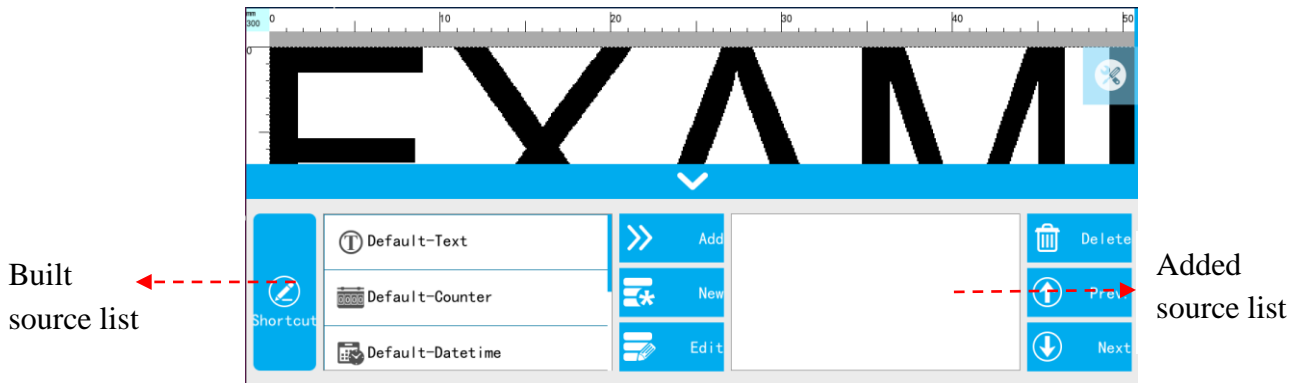 mm
300
0 10 20 30 40 50
0
EXAM
Default-Text
Default-Counter
Default-Datetime
Shortcut
Add
New
Edit
Delete
Prev.
Next
Built
source list
Added
source list